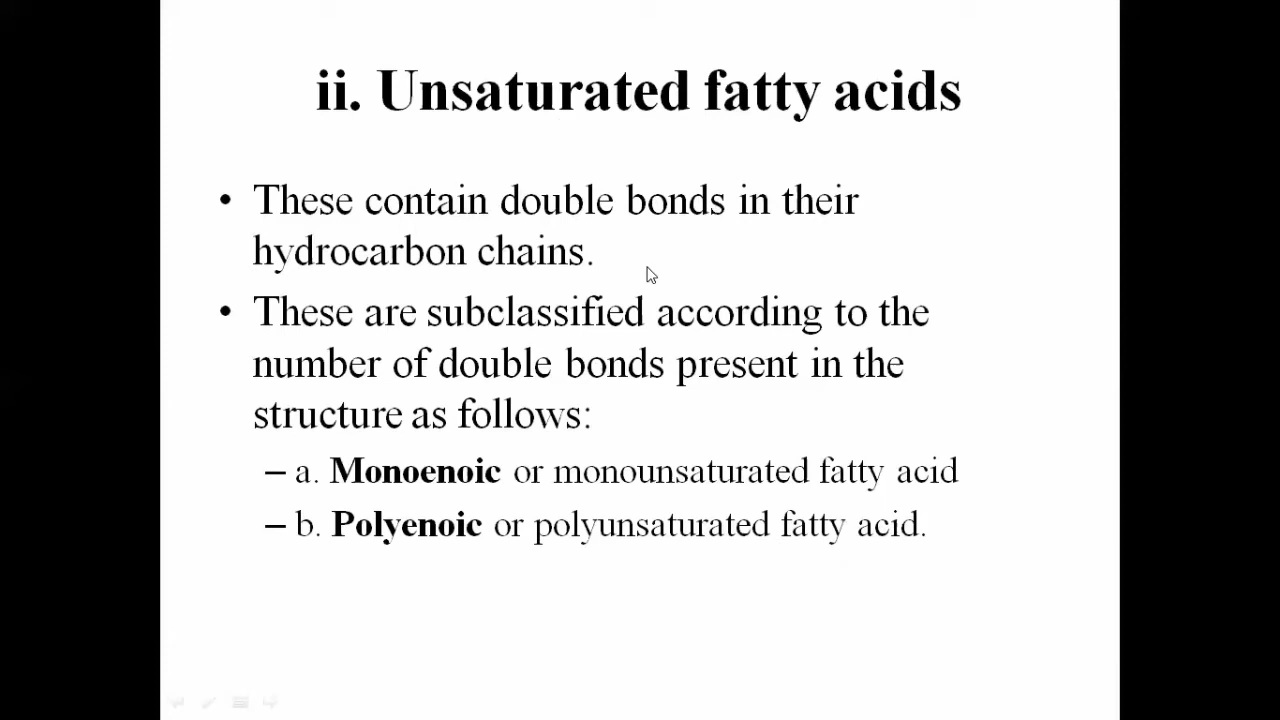 ii. Unsaturated fatty acids
• These contain double bonds in their
hydrocarbon chains.
• These are subclassified according to the
number of double bonds present in the
structure as follows:
– a. Monoenoic or monounsaturated fatty acid
– b. Polyenoic or polyunsaturated fatty acid.